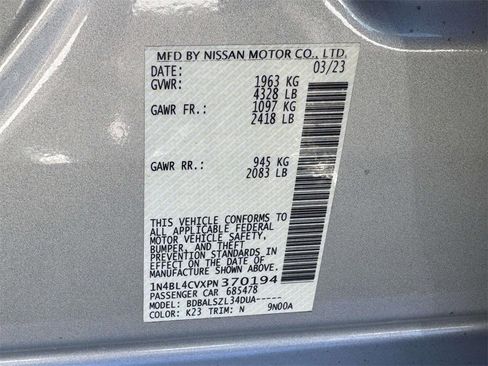 MFD BY NISSAN MOTOR CO., LTD.
DATE: 03/23
GVWR: 1963 KG
4328 LB
GAWR FR.: 1097 KG
2418 LB
GAWR RR.: 945 KG
2083 LB
THIS VEHICLE CONFORMS TO
ALL APPLICABLE FEDERAL
MOTOR VEHICLE SAFETY,
BUMPER, AND THEFT
PREVENTION STANDARDS
IN EFFECT ON THE DATE OF
MANUFACTURE SHOWN ABOVE.
1N4BL4CVXPN 370194
PASSENGER CAR 685478
MODEL: BDBALSZL34DUA-----
COLOR: K23 TRIM: N 9N00A